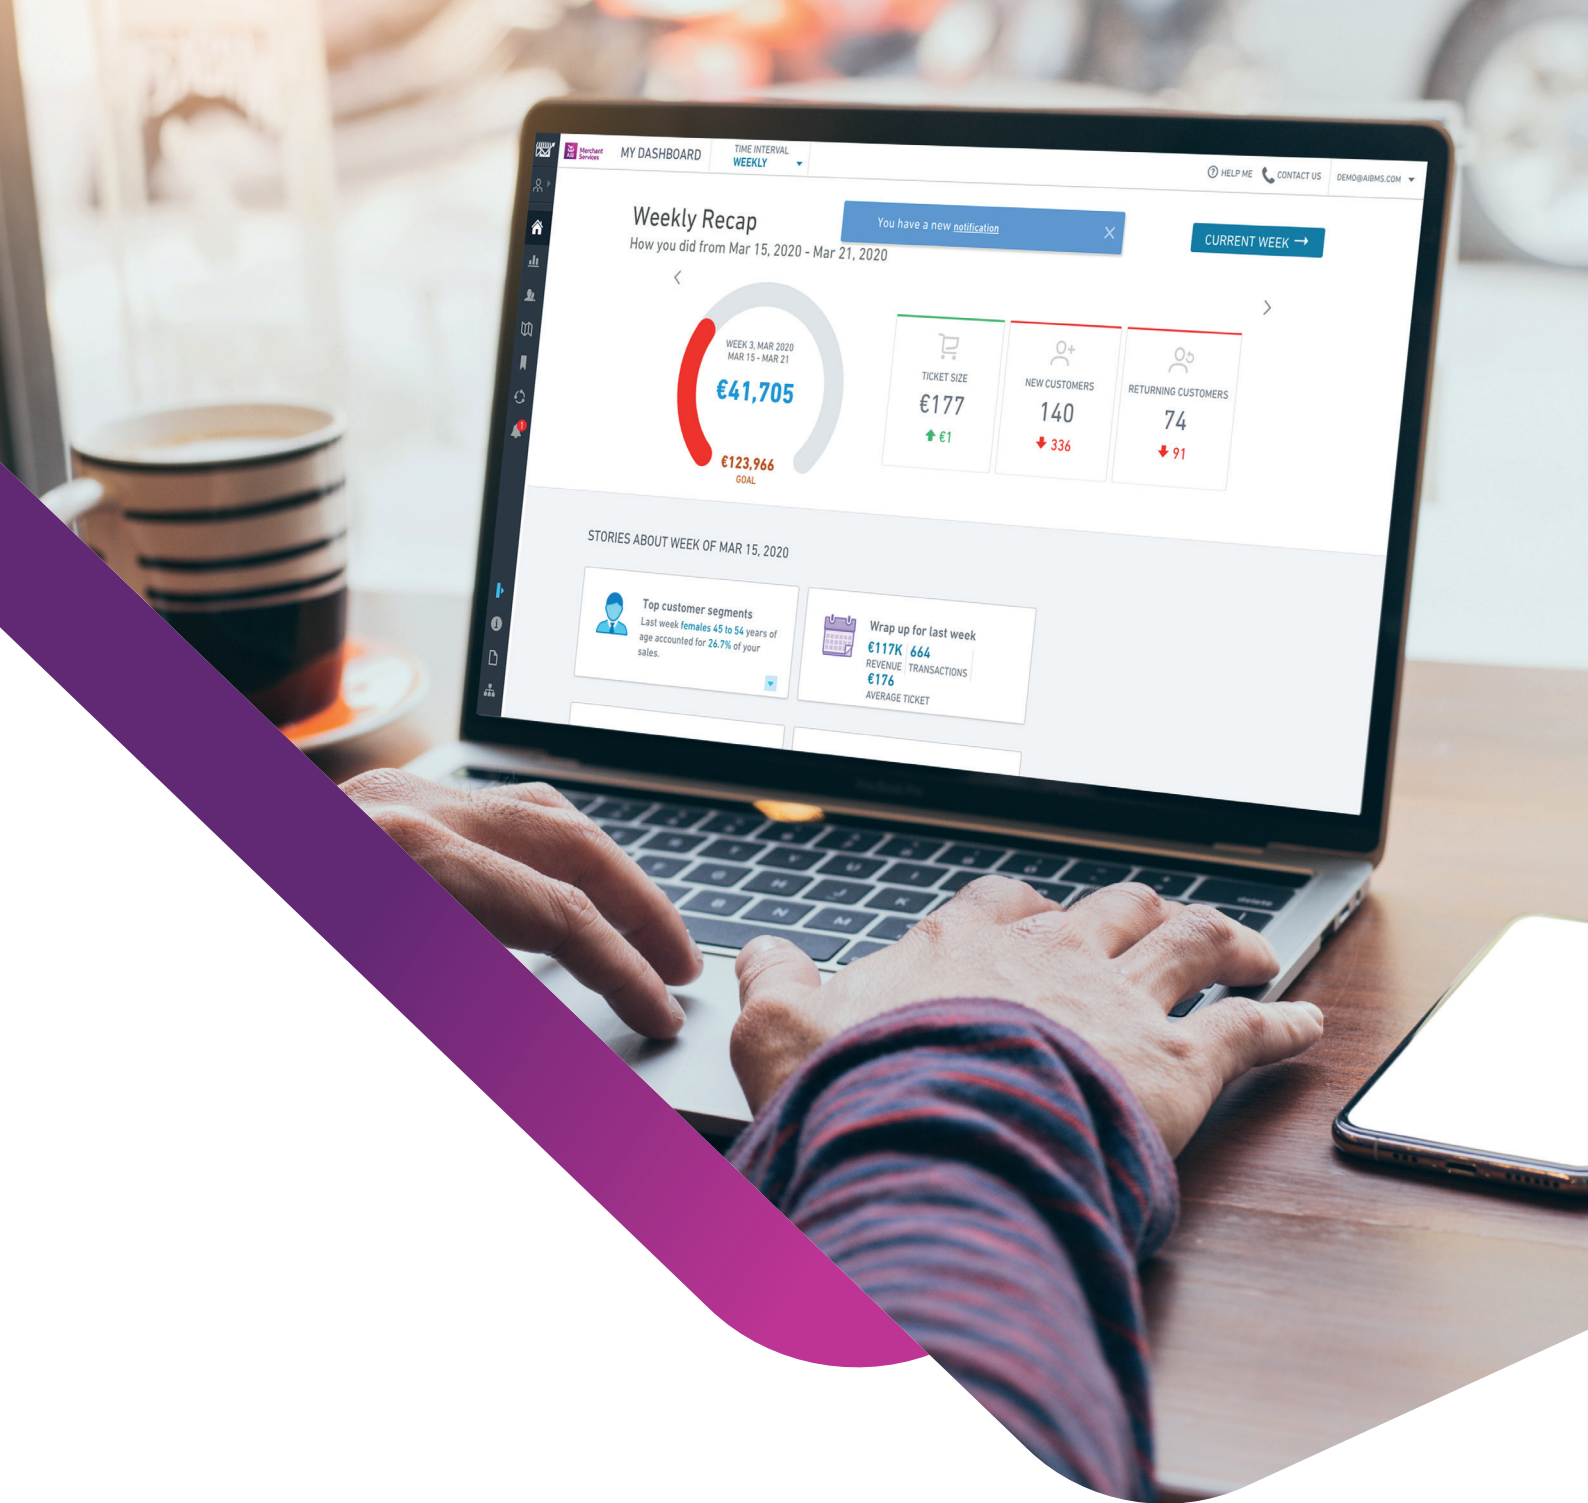 AIB
Merchant
Services
MY DASHBOARD
TIME INTERVAL
WEEKLY
HELP ME
CONTACT US
DEMO@AIBMS.COM
Weekly Recap
How you did from Mar 15, 2020 - Mar 21, 2020
You have a new notification
CURRENT WEEK →
WEEK 3, MAR 2020
MAR 15 - MAR 21
€41,705
€123,966
GOAL
TICKET SIZE
€177
€1
NEW CUSTOMERS
140
336
RETURNING CUSTOMERS
74
91
1
STORIES ABOUT WEEK OF MAR 15, 2020
Top customer segments
Last week females 45 to 54 years of
age accounted for 26.7% of your
sales.
Wrap up for last week
€117K 664
REVENUE TRANSACTIONS
€176
AVERAGE TICKET
delete